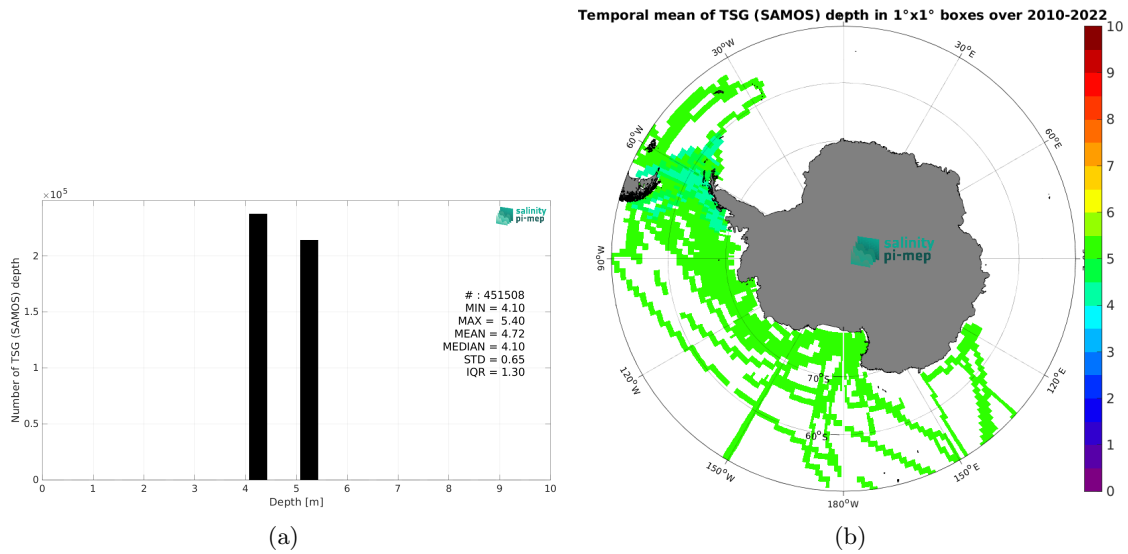 ×10⁵
2
1.5
1
0.5
0
Number of TSG (SAMOS) depth
0 1 2 3 4 5 6 7 8 9 10
Depth [m]
salinity
pi-mep
# : 451508
MIN = 4.10
MAX = 5.40
MEAN = 4.72
MEDIAN = 4.10
STD = 0.65
IQR = 1.30
(a)
Temporal mean of TSG (SAMOS) depth in 1°x1° boxes over 2010-2022
30°W
30°E
60°W
60°E
90°W
salinity
pi-mep
120°W
120°E
70°S
60°S
150°W
150°E
180°W
10
9
8
7
6
5
4
3
2
1
0
(b)